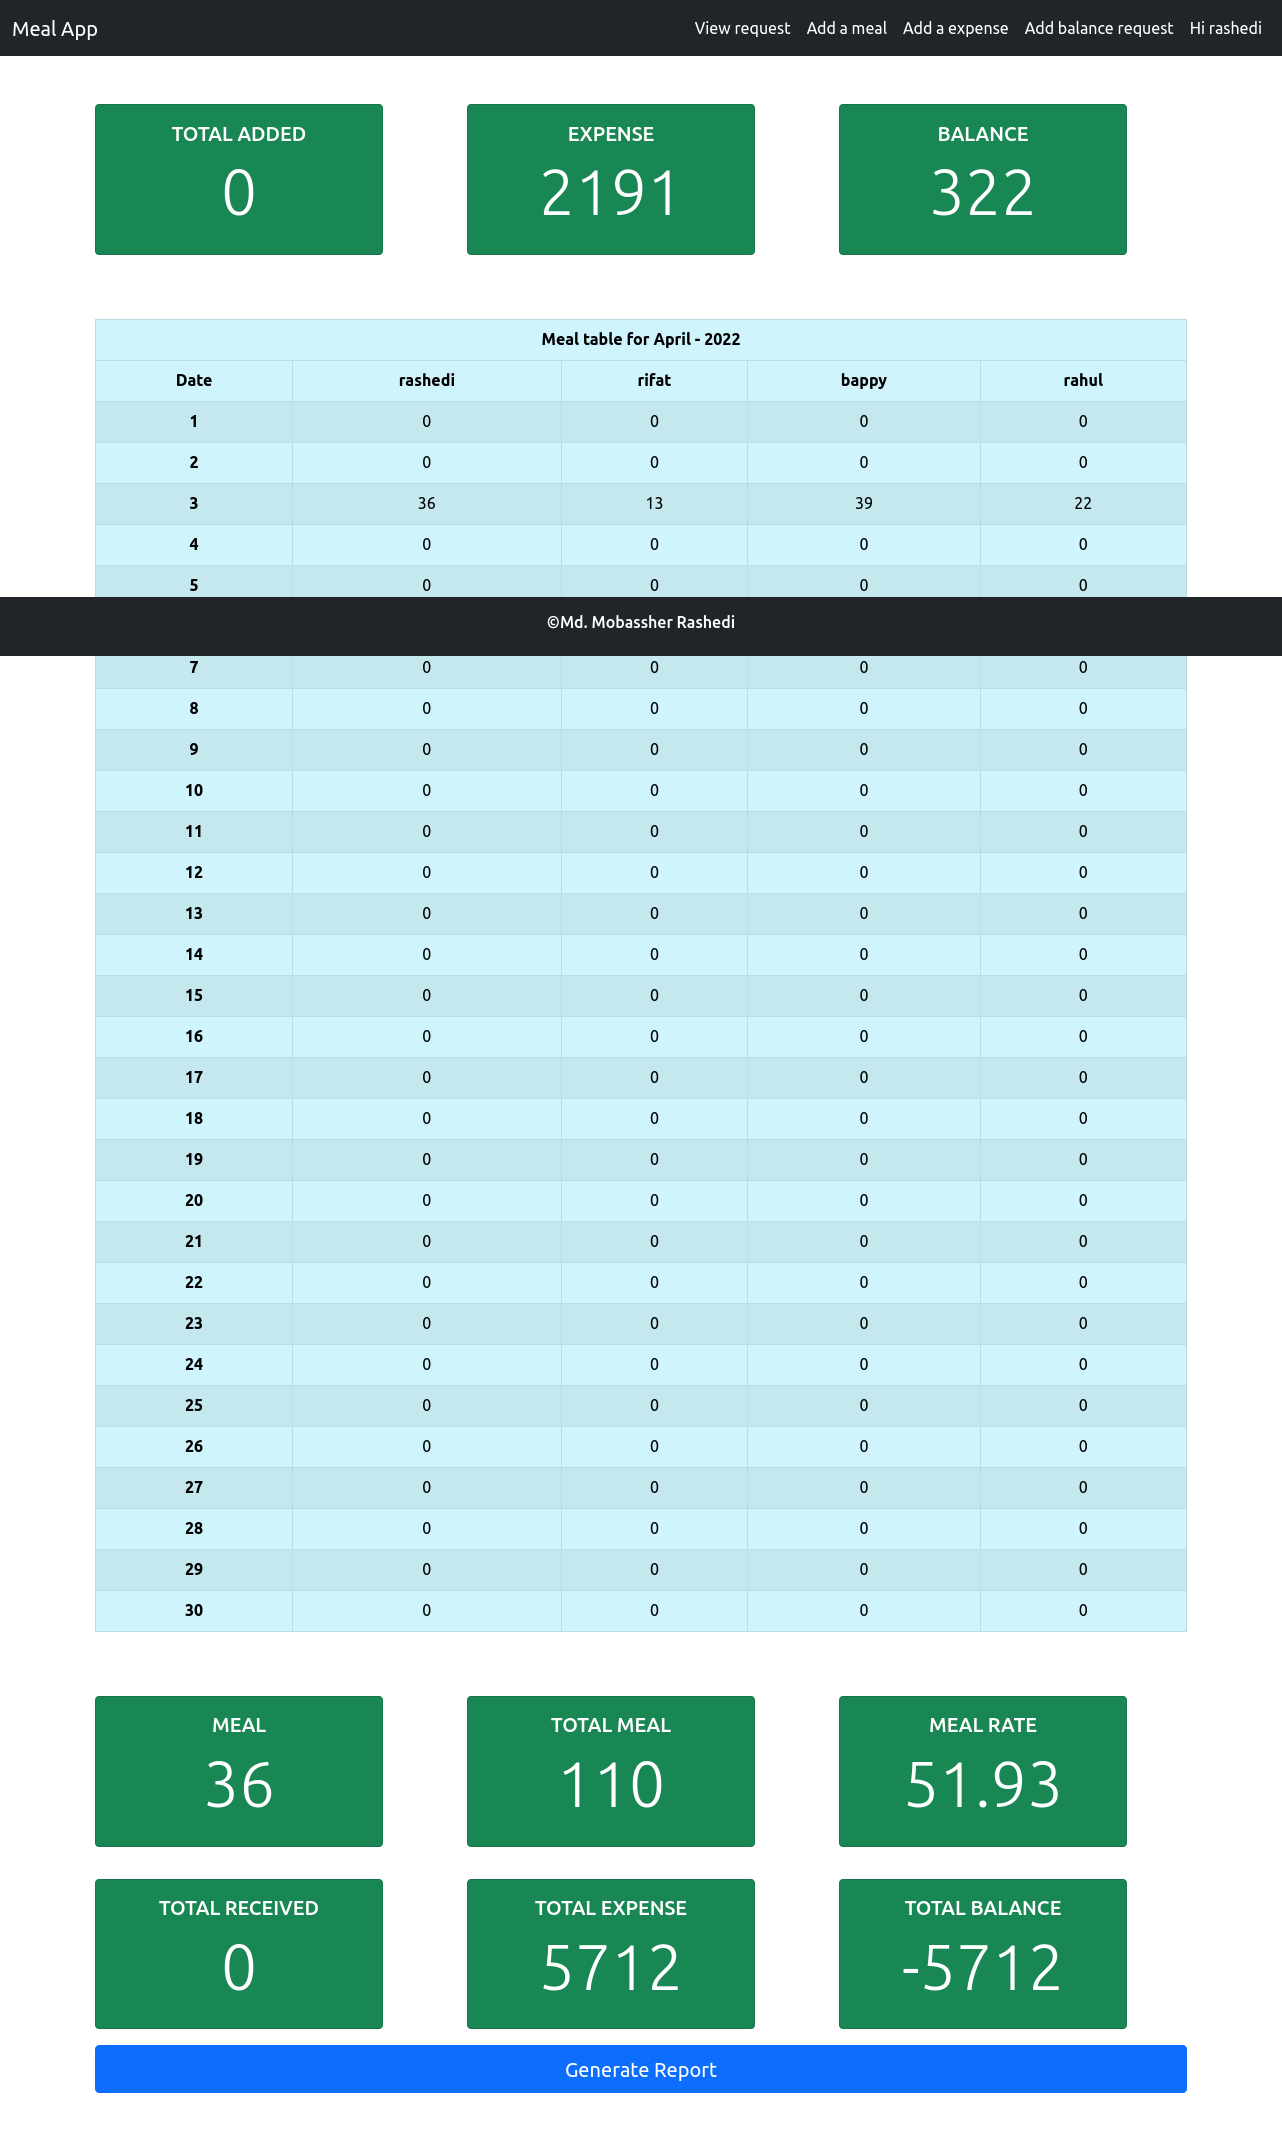 Meal App View request Add a meal Add a expense Add balance request Hi rashedi
TOTAL ADDED EXPENSE BALANCE
0 2191 322
Meal table for April - 2022
Date rashedi rifat bappy rahul
1 0 0 0 0
2 0 0 0 0
3 36 13 39 22
4 0 0 0 0
5 0 0 0 0
©Md. Mobassher Rashedi
7 0 0 0 0
8 0 0 0 0
9 0 0 0 0
10 0 0 0 0
11 0 0 0 0
12 0 0 0 0
13 0 0 0 0
14 0 0 0 0
15 0 0 0 0
16 0 0 0 0
17 0 0 0 0
18 0 0 0 0
19 0 0 0 0
20 0 0 0 0
21 0 0 0 0
22 0 0 0 0
23 0 0 0 0
24 0 0 0 0
25 0 0 0 0
26 0 0 0 0
27 0 0 0 0
28 0 0 0 0
29 0 0 0 0
30 0 0 0 0
MEAL TOTAL MEAL MEAL RATE
36 110 51.93
TOTAL RECEIVED TOTAL EXPENSE TOTAL BALANCE
0 5712 -5712
Generate Report